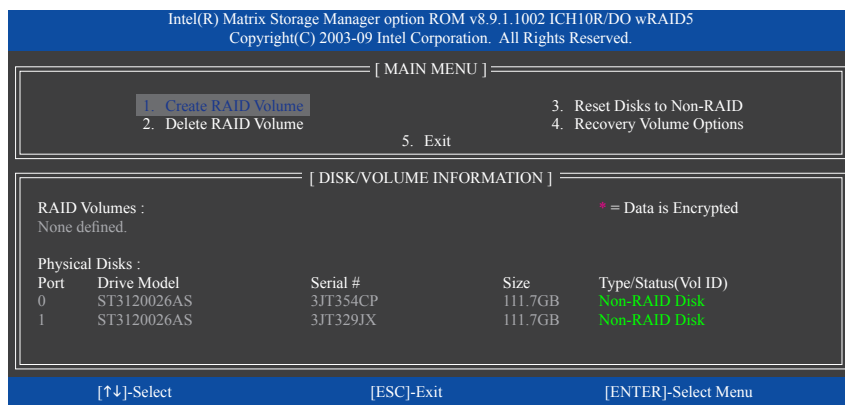 Intel(R) Matrix Storage Manager option ROM v8.9.1.1002 ICH10R/DO wRAID5
Copyright(C) 2003-09 Intel Corporation. All Rights Reserved.
[ MAIN MENU ]
1. Create RAID Volume 3. Reset Disks to Non-RAID
2. Delete RAID Volume 4. Recovery Volume Options
5. Exit
[ DISK/VOLUME INFORMATION ]
RAID Volumes : * = Data is Encrypted
None defined.
Physical Disks :
Port Drive Model Serial # Size Type/Status(Vol ID)
0 ST3120026AS 3JT354CP 111.7GB Non-RAID Disk
1 ST3120026AS 3JT329JX 111.7GB Non-RAID Disk
[↑↓]-Select [ESC]-Exit [ENTER]-Select Menu